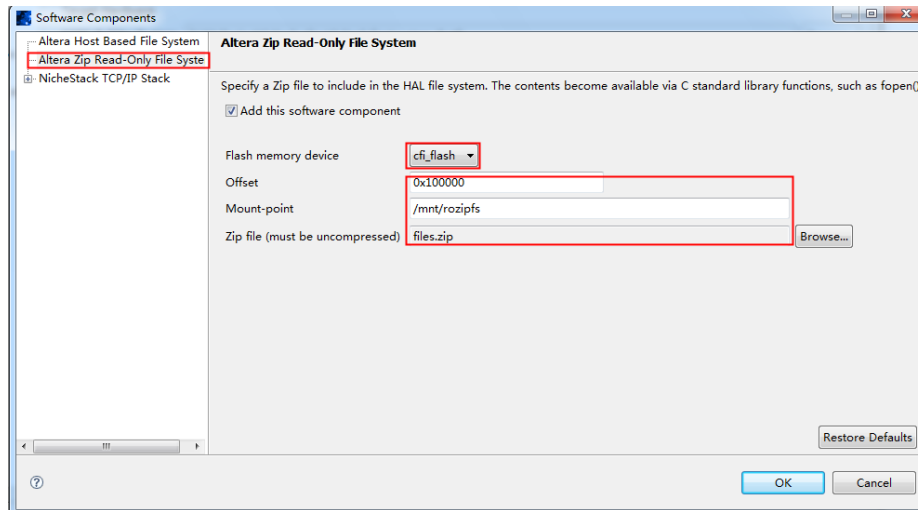 Software Components
Altera Host Based File System
Altera Zip Read-Only File Syste
NicheStack TCP/IP Stack
Altera Zip Read-Only File System
Specify a Zip file to include in the HAL file system. The contents become available via C standard library functions, such as fopen()
Add this software component
Flash memory device cfi_flash
Offset 0x100000
Mount-point /mnt/rozipfs
Zip file (must be uncompressed) files.zip Browse...
Restore Defaults
OK Cancel